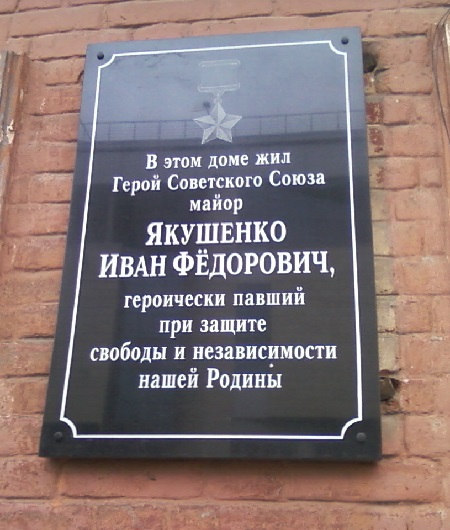 В этом доме жил
Герой Советского Союза
майор
ЯКУШЕНКО
ИВАН ФЁДОРОВИЧ,
героически павший
при защите
свободы и независимости
нашей Родины